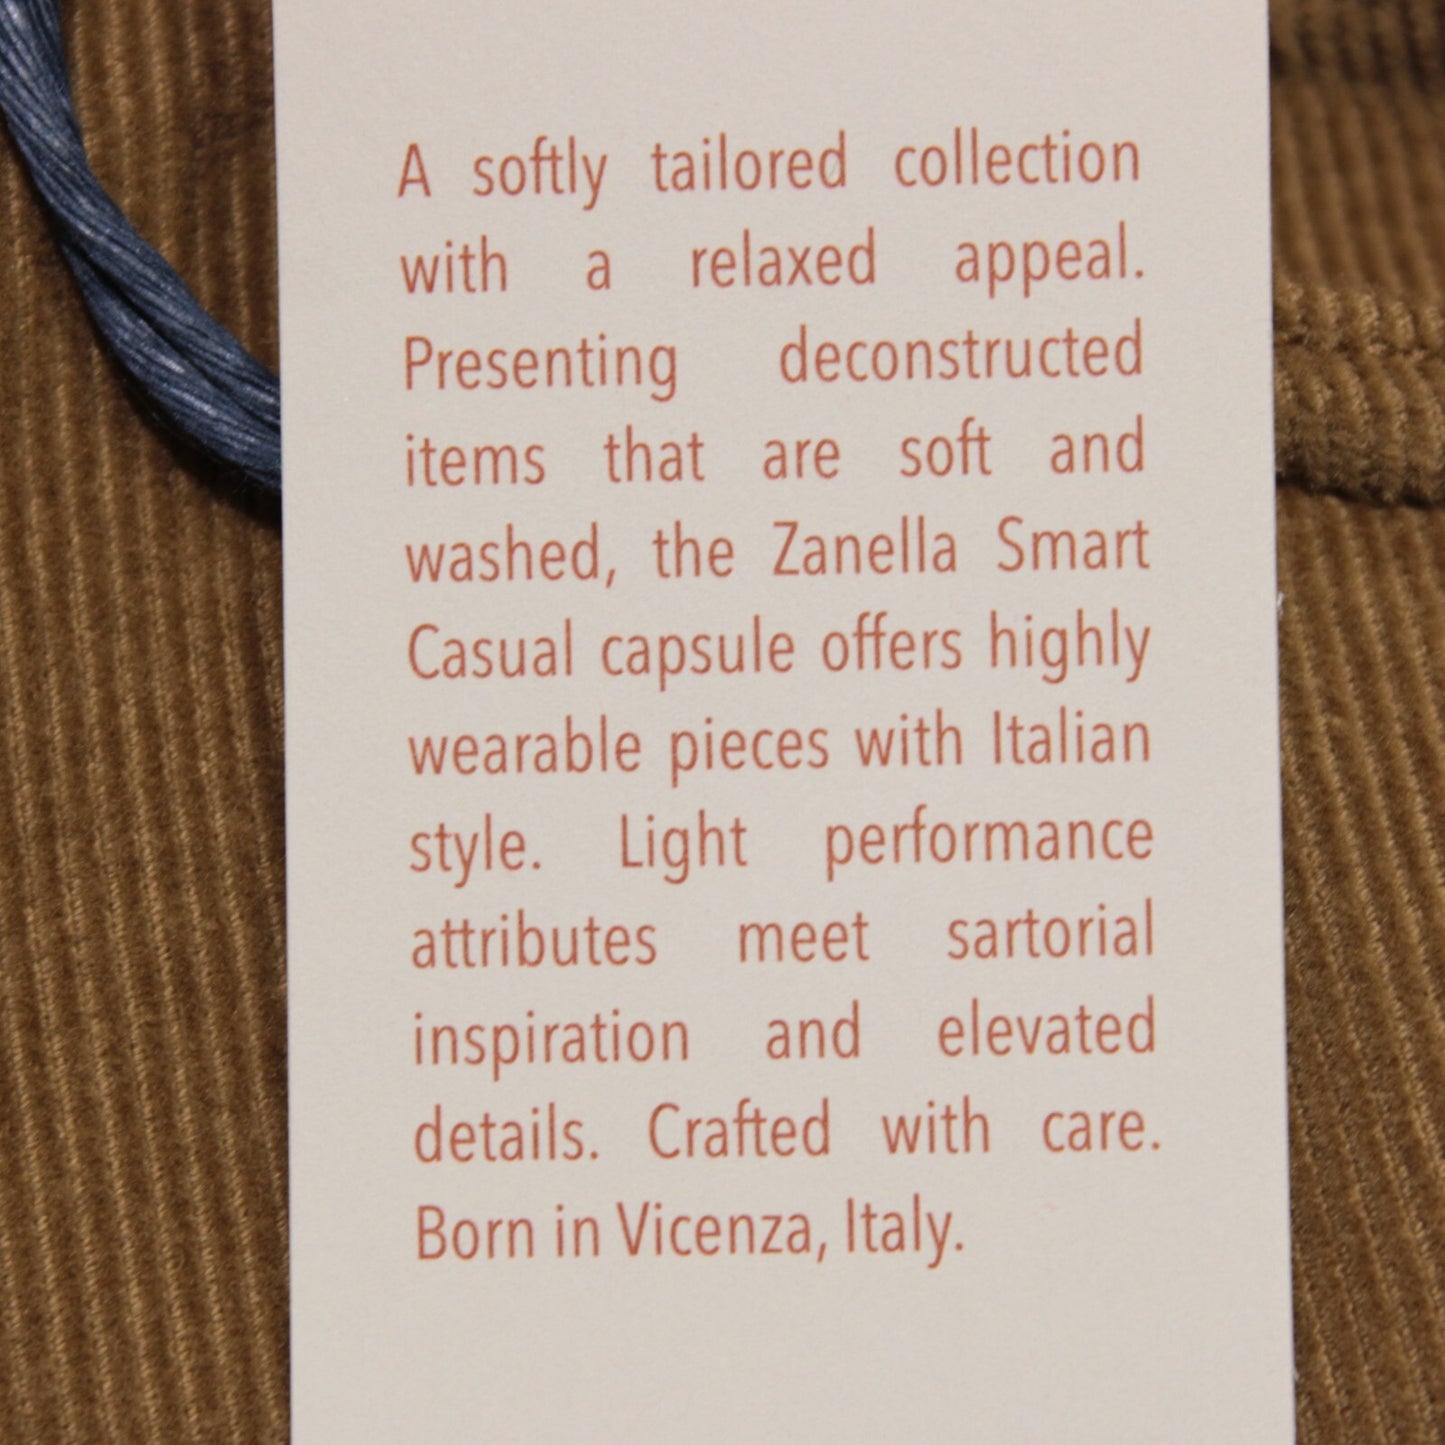 A softly tailored collection
with a relaxed appeal.
Presenting deconstructed
items that are soft and
washed, the Zanella Smart
Casual capsule offers highly
wearable pieces with Italian
style. Light performance
attributes meet sartorial
inspiration and elevated
details. Crafted with care.
Born in Vicenza, Italy.